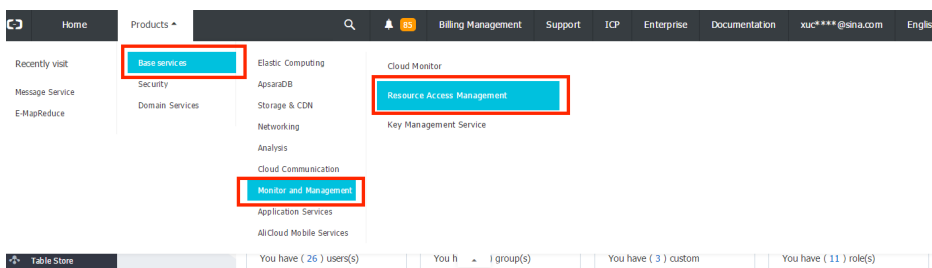 Home
Products
85
Billing Management
Support
ICP
Enterprise
Documentation
xuc****@sina.com
Englis
Recently visit
Message Service
E-MapReduce
Base services
Security
Domain Services
Elastic Computing
ApsaraDB
Storage & CDN
Networking
Analysis
Cloud Communication
Monitor and Management
Application Services
AliCloud Mobile Services
Cloud Monitor
Resource Access Management
Key Management Service
Table Store
You have ( 26 ) users(s)
You h ) group(s)
You have ( 3 ) custom
You have ( 11 ) role(s)